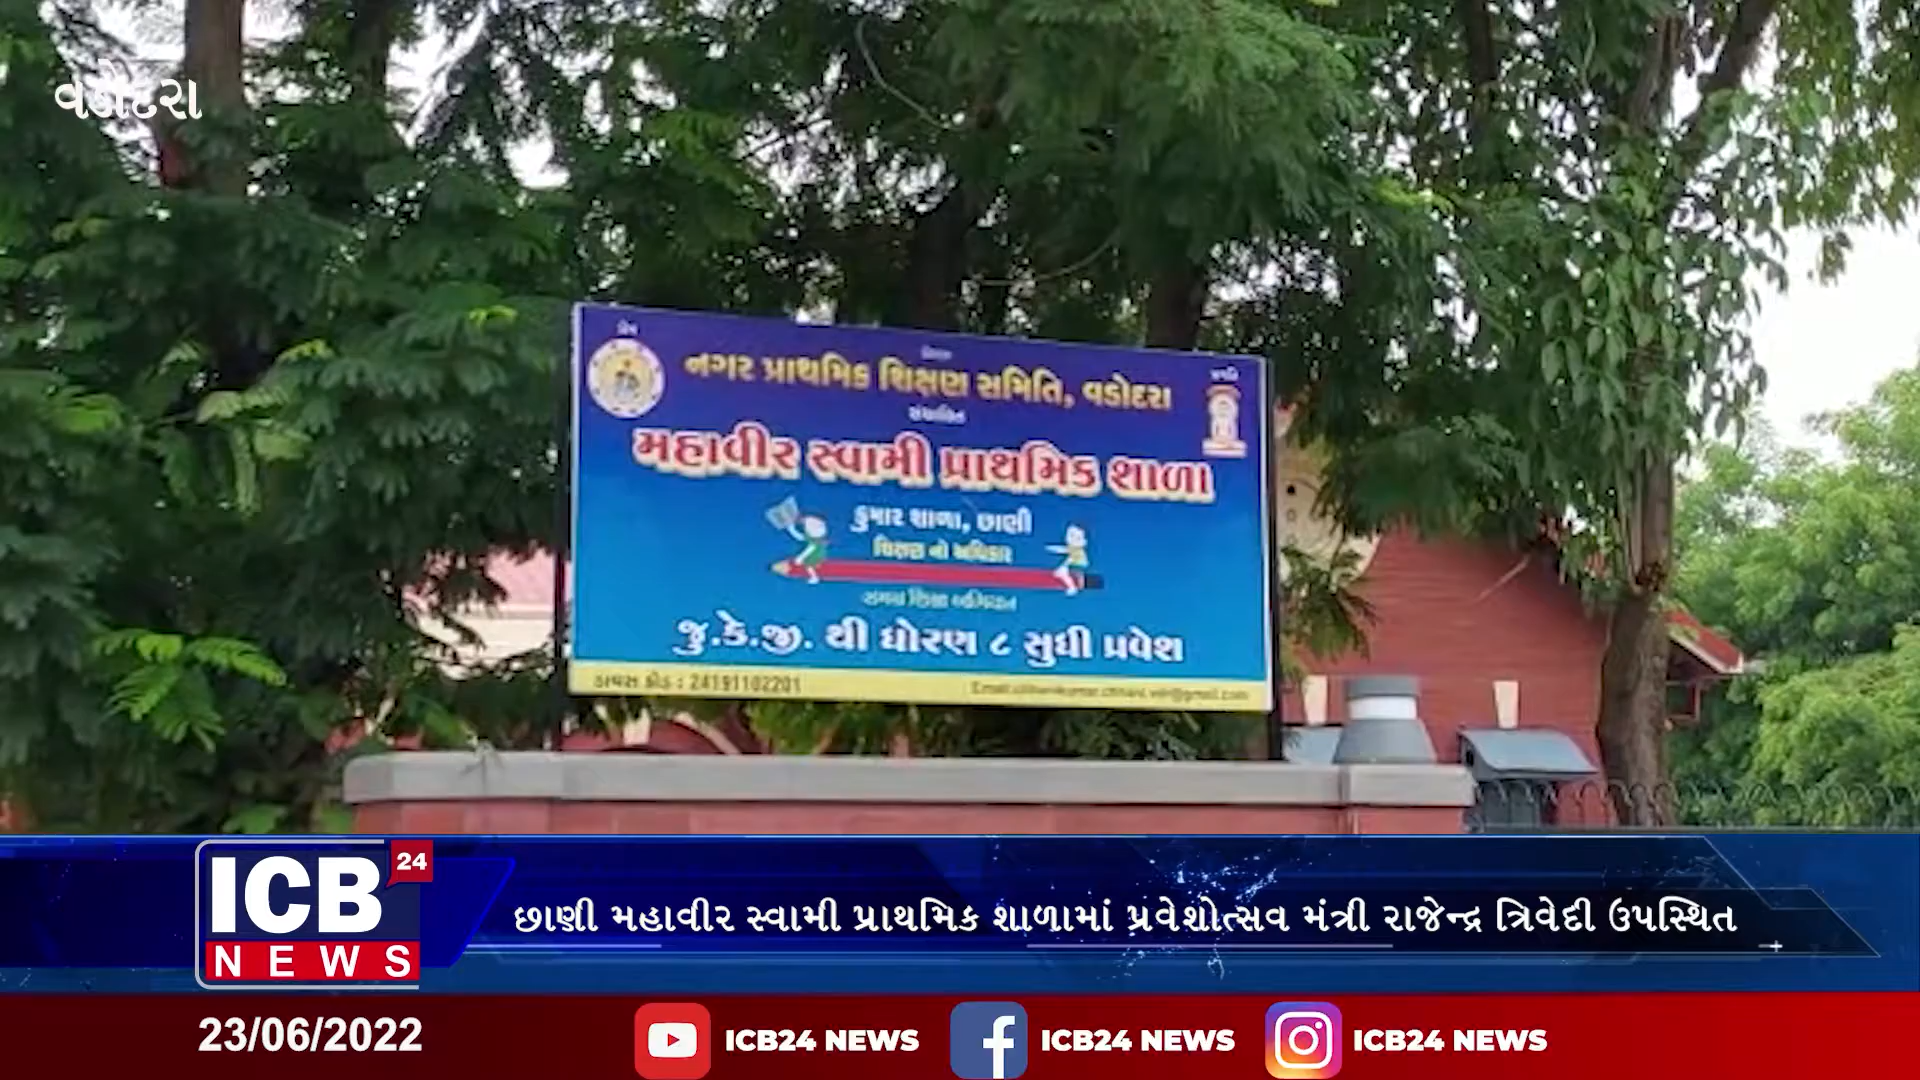 વડોદરા
નગર પ્રાથમિક શિક્ષણ સમિતિ, વડોદરા
સંચાલિત
મહાવીર સ્વામી પ્રાથમિક શાળા
કુમાર શાળા, છાણી
શિક્ષણ નો અધિકાર
જુ.કે.જી. થી ધોરણ ૮ સુધી પ્રવેશ
ડાયસ કોડ : 24191102201
ICB 24
NEWS
છાણી મહાવીર સ્વામી પ્રાથમિક શાળામાં પ્રવેશોત્સવ મંત્રી રાજેન્દ્ર ત્રિવેદી ઉપસ્થિત
23/06/2022
ICB24 NEWS
ICB24 NEWS
ICB24 NEWS